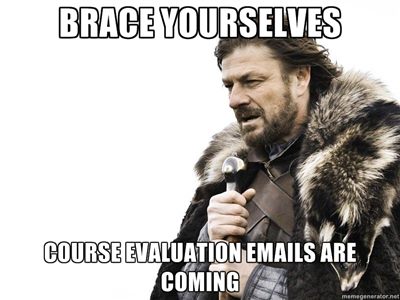 BRACE YOURSELVES
COURSE EVALUATION EMAILS ARE
COMING
memegenerator.net